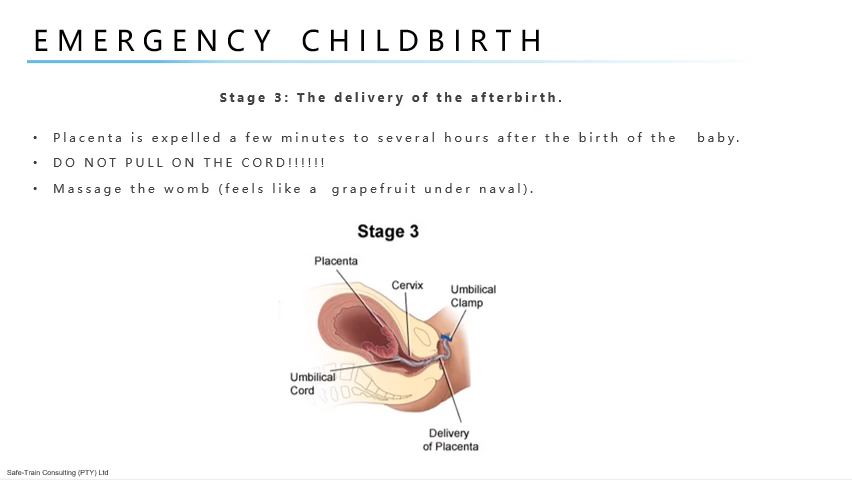 EMERGENCY CHILDBIRTH
Stage 3: The delivery of the afterbirth.
• Placenta is expelled a few minutes to several hours after the birth of the baby.
• DO NOT PULL ON THE CORD!!!!!!
• Massage the womb (feels like a grapefruit under naval).
Stage 3
Placenta
Cervix
Umbilical
Clamp
Umbilical
Cord
Delivery
of Placenta
Safe-Train Consulting (PTY) Ltd